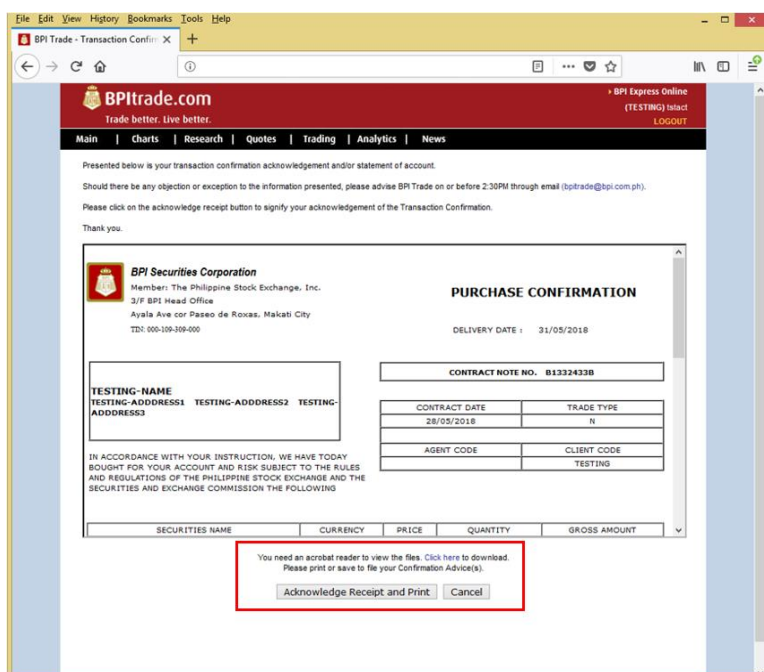 File Edit View History Bookmarks Tools Help
BPI Trade - Transaction Confir
BPItrade.com
Trade better. Live better.
BPI Express Online
(TESTING) tstact
LOGOUT
Main | Charts | Research | Quotes | Trading | Analytics | News
Presented below is your transaction confirmation acknowledgement and/or statement of account.
Should there be any objection or exception to the information presented, please advise BPI Trade on or before 2:30PM through email (bpitrade@bpi.com.ph).
Please click on the acknowledge receipt button to signify your acknowledgement of the Transaction Confirmation.
Thank you.
BPI Securities Corporation
Member: The Philippine Stock Exchange, Inc.
3/F BPI Head Office
Ayala Ave cor Paseo de Roxas, Makati City
TIN: 000-109-309-000
PURCHASE CONFIRMATION
DELIVERY DATE : 31/05/2018
CONTRACT NOTE NO. B1332433B
TESTING-NAME
TESTING-ADDDRESS1 TESTING-ADDDRESS2 TESTING-
ADDDRESS3
CONTRACT DATE TRADE TYPE
28/05/2018 N
AGENT CODE CLIENT CODE
TESTING
IN ACCORDANCE WITH YOUR INSTRUCTION, WE HAVE TODAY
BOUGHT FOR YOUR ACCOUNT AND RISK SUBJECT TO THE RULES
AND REGULATIONS OF THE PHILIPPINE STOCK EXCHANGE AND THE
SECURITIES AND EXCHANGE COMMISSION THE FOLLOWING
SECURITIES NAME CURRENCY PRICE QUANTITY GROSS AMOUNT
You need an acrobat reader to view the files. Click here to download.
Please print or save to file your Confirmation Advice(s).
Acknowledge Receipt and Print Cancel